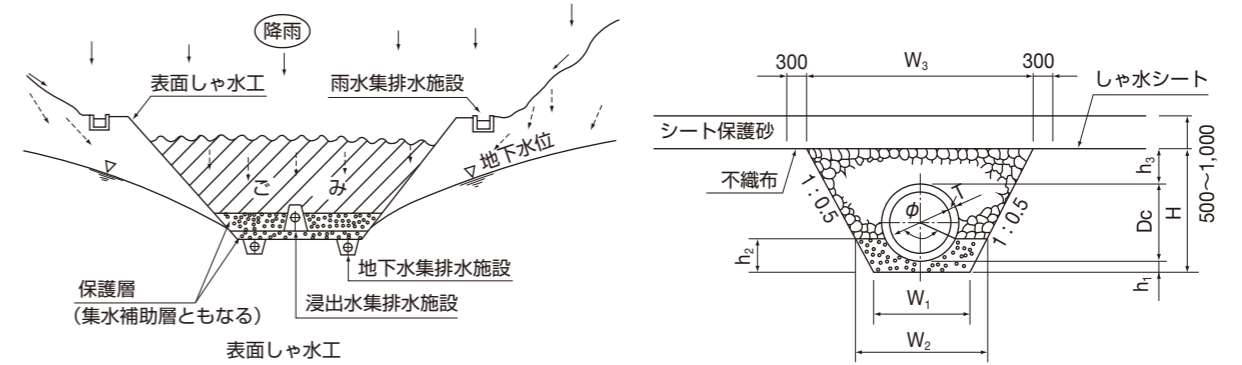 降雨
表面しゃ水工
雨水集排水施設
地下水位
ごみ
地下水集排水施設
保護層
(集水補助層ともなる)
浸出水集排水施設
表面しゃ水工
300
W₃
300
しゃ水シート
シート保護砂
不織布
1:0.5
Φ
T
1:0.5
h₃
Dc
H
500〜1,000
h₂
h₁
W₁
W₂